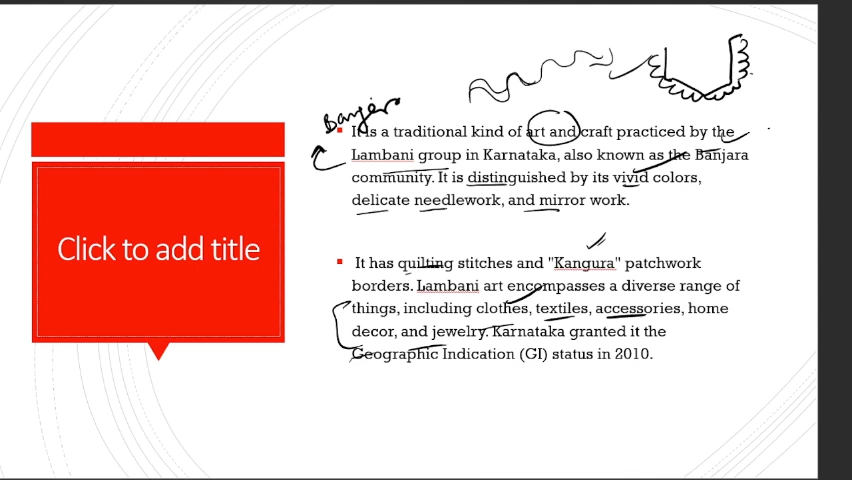 Click to add title
Banjara
It is a traditional kind of art and craft practiced by the
Lambani group in Karnataka, also known as the Banjara
community. It is distinguished by its vivid colors,
delicate needlework, and mirror work.
It has quilting stitches and "Kangura" patchwork
borders. Lambani art encompasses a diverse range of
things, including clothes, textiles, accessories, home
decor, and jewelry. Karnataka granted it the
Geographic Indication (GI) status in 2010.